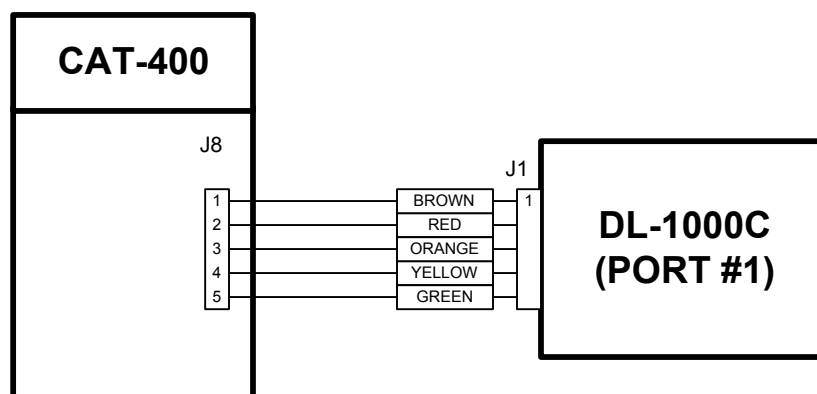 CAT-400
J8
J1
1 BROWN 1
2 RED
3 ORANGE
4 YELLOW
5 GREEN
DL-1000C
(PORT #1)